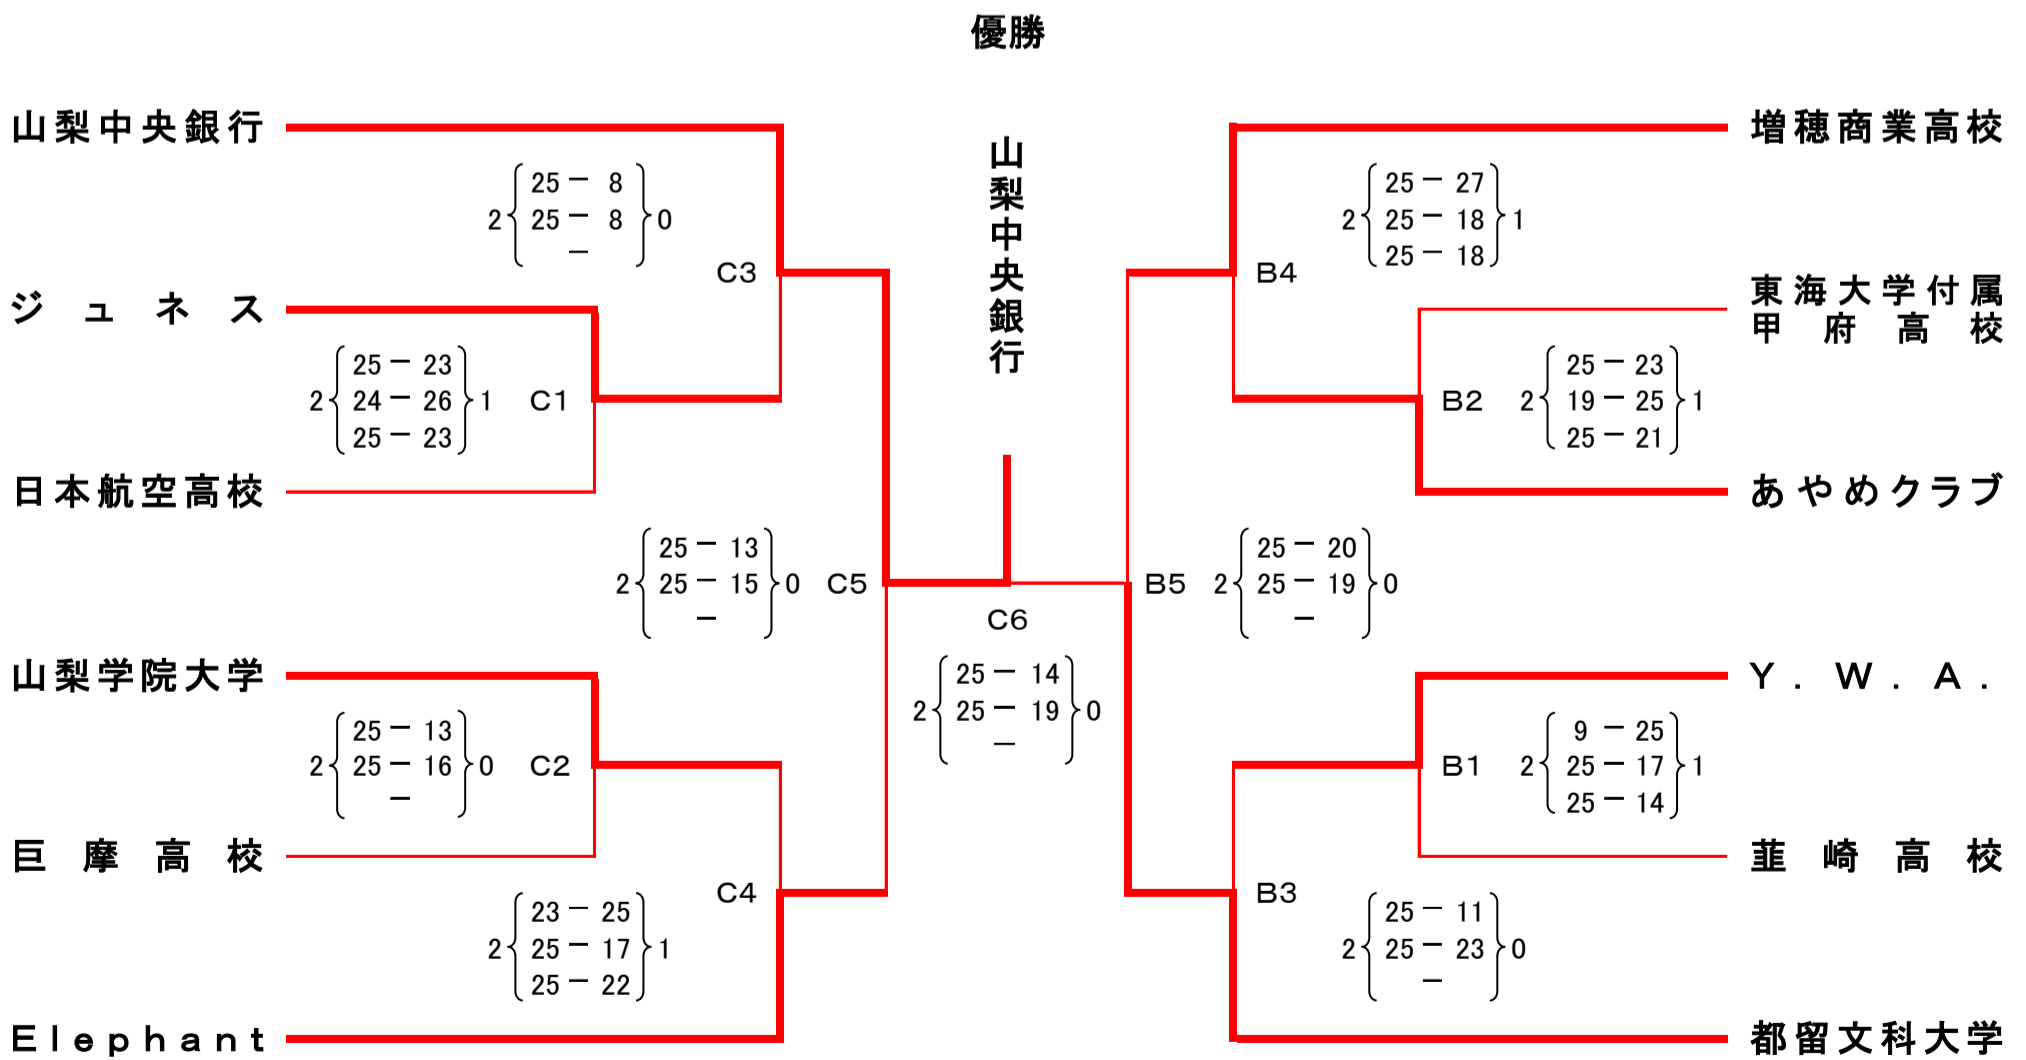 優勝
山梨中央銀行
山梨中央銀行
2 25 － 8 0
25 － 8
－
C3
ジュネス
2 25 － 23 1
24 － 26
25 － 23
C1
日本航空高校
2 25 － 13 0
25 － 15
－
C5
山梨学院大学
2 25 － 13 0
25 － 16
－
C2
巨摩高校
C4
2 23 － 25 1
25 － 17
25 － 22
Elephant
C6
2 25 － 14 0
25 － 19
－
増穂商業高校
2 25 － 27 1
25 － 18
25 － 18
B4
東海大学付属
甲府高校
B2
2 25 － 23 1
19 － 25
25 － 21
あやめクラブ
B5
2 25 － 20 0
25 － 19
－
Y．W．A．
B1
2 9 － 25 1
25 － 17
25 － 14
韮崎高校
B3
2 25 － 11 0
25 － 23
－
都留文科大学